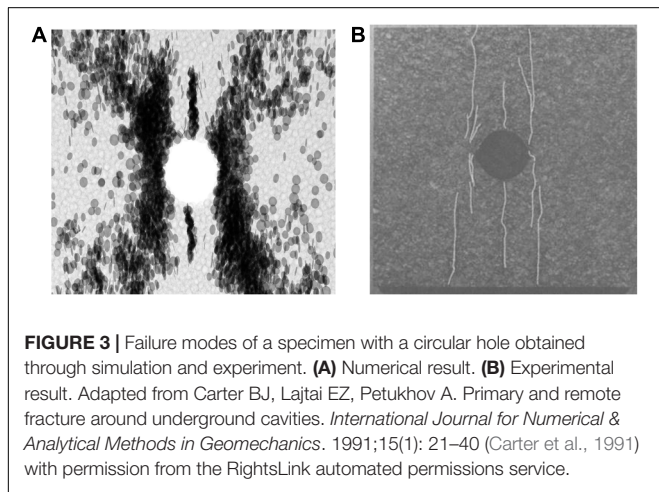 A
B
FIGURE 3 | Failure modes of a specimen with a circular hole obtained
through simulation and experiment. (A) Numerical result. (B) Experimental
result. Adapted from Carter BJ, Lajtai EZ, Petukhov A. Primary and remote
fracture around underground cavities. International Journal for Numerical &
Analytical Methods in Geomechanics. 1991;15(1): 21–40 (Carter et al., 1991)
with permission from the RightsLink automated permissions service.